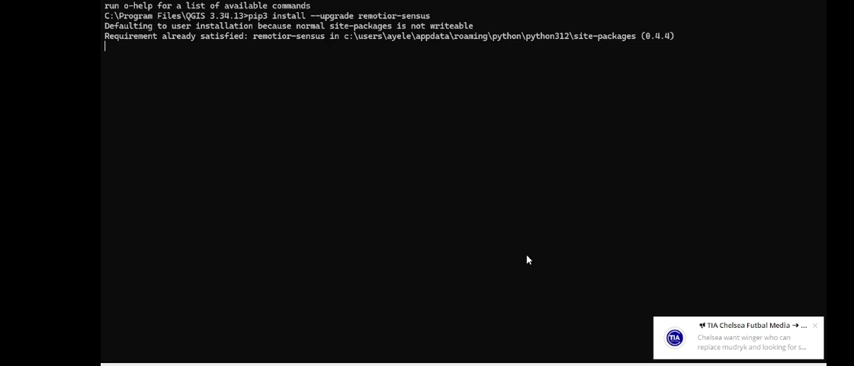 run o-help for a list of available commands
C:\Program Files\QGIS 3.34.13>pip3 install --upgrade remotior-sensus
Defaulting to user installation because normal site-packages is not writeable
Requirement already satisfied: remotior-sensus in c:\users\ayele\appdata\roaming\python\python312\site-packages (0.4.4)
TIA Chelsea Futbal Media → ...
TIA
Chelsea want winger who can
replace mudryk and looking for s...